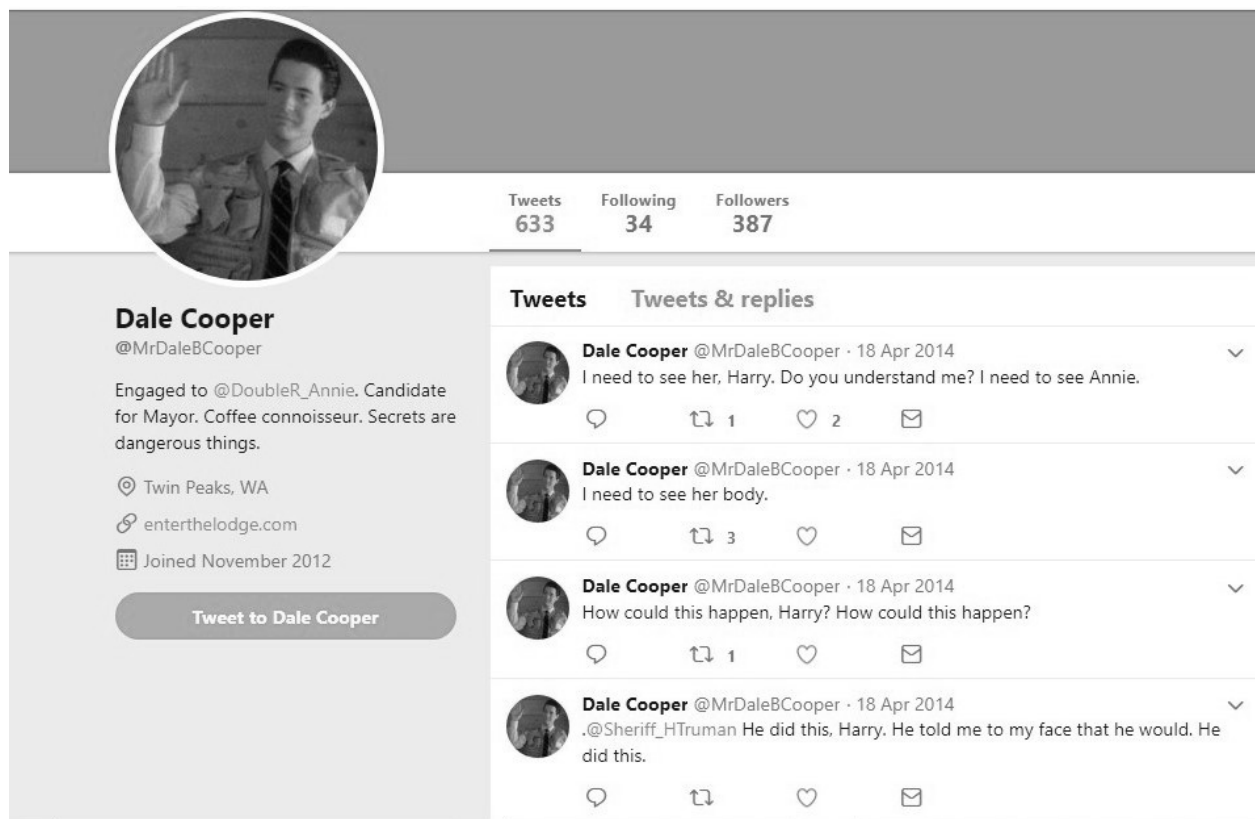 Tweets Following Followers
633 34 387
Dale Cooper
@MrDaleBCooper
Engaged to @DoubleR_Annie. Candidate
for Mayor. Coffee connoisseur. Secrets are
dangerous things.
Twin Peaks, WA
enterthelodge.com
Joined November 2012
Tweet to Dale Cooper
Tweets Tweets & replies
Dale Cooper @MrDaleBCooper · 18 Apr 2014
I need to see her, Harry. Do you understand me? I need to see Annie.
1 2
Dale Cooper @MrDaleBCooper · 18 Apr 2014
I need to see her body.
3
Dale Cooper @MrDaleBCooper · 18 Apr 2014
How could this happen, Harry? How could this happen?
1
Dale Cooper @MrDaleBCooper · 18 Apr 2014
.@Sheriff_HTruman He did this, Harry. He told me to my face that he would. He
did this.